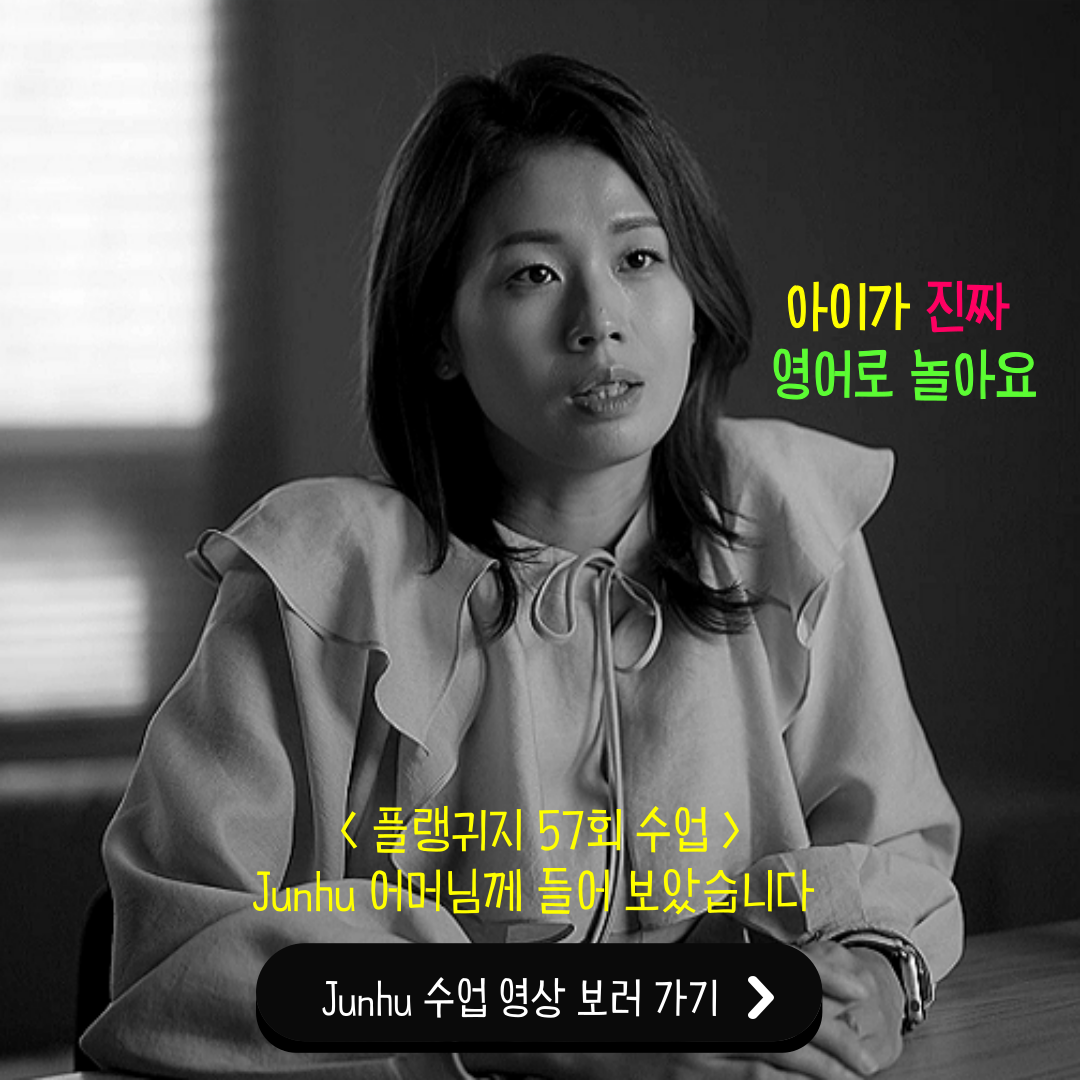 아이가 진짜
영어로 놀아요
< 플랭귀지 57회 수업 >
Junhu 어머님께 들어 보았습니다
Junhu 수업 영상 보러 가기